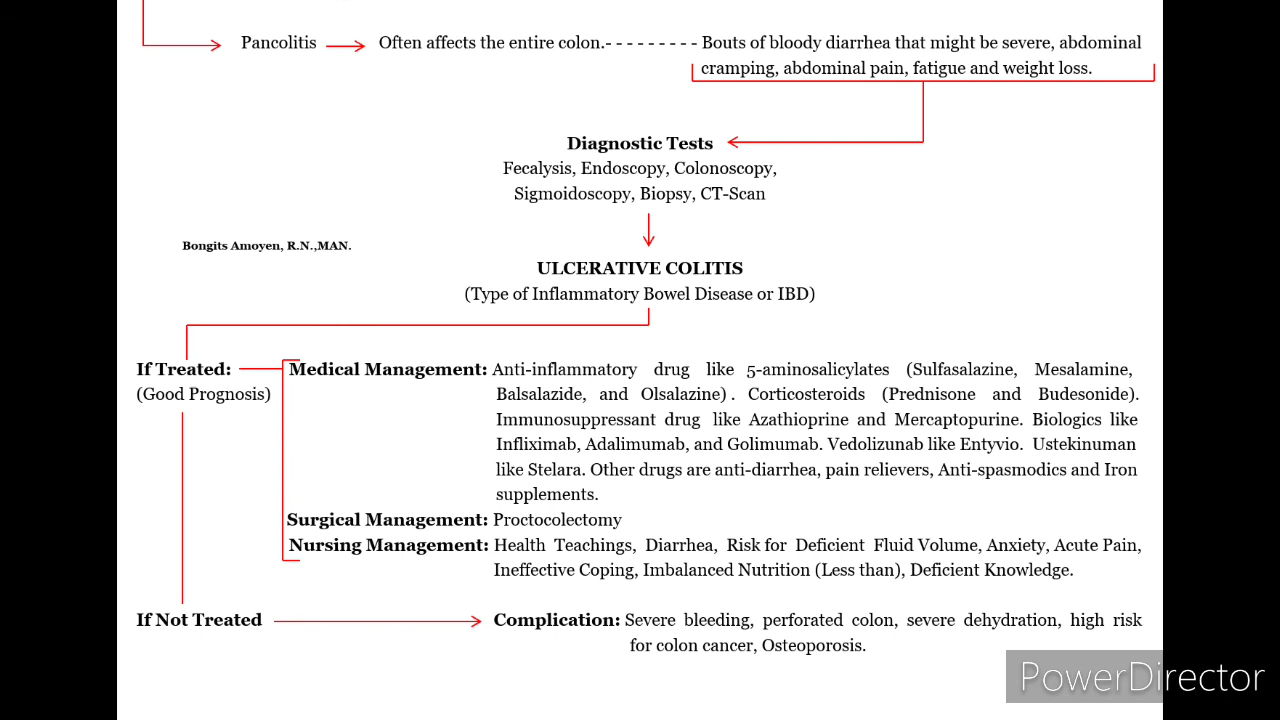 Pancolitis Often affects the entire colon.- - - - - - - - - Bouts of bloody diarrhea that might be severe, abdominal
cramping, abdominal pain, fatigue and weight loss.
Diagnostic Tests
Fecalysis, Endoscopy, Colonoscopy,
Sigmoidoscopy, Biopsy, CT-Scan
Bongits Amoyen, R.N.,MAN.
ULCERATIVE COLITIS
(Type of Inflammatory Bowel Disease or IBD)
If Treated: Medical Management: Anti-inflammatory drug like 5-aminosalicylates (Sulfasalazine, Mesalamine,
(Good Prognosis) Balsalazide, and Olsalazine). Corticosteroids (Prednisone and Budesonide).
Immunosuppressant drug like Azathioprine and Mercaptopurine. Biologics like
Infliximab, Adalimumab, and Golimumab. Vedolizunab like Entyvio. Ustekinuman
like Stelara. Other drugs are anti-diarrhea, pain relievers, Anti-spasmodics and Iron
supplements.
Surgical Management: Proctocolectomy
Nursing Management: Health Teachings, Diarrhea, Risk for Deficient Fluid Volume, Anxiety, Acute Pain,
Ineffective Coping, Imbalanced Nutrition (Less than), Deficient Knowledge.
If Not Treated Complication: Severe bleeding, perforated colon, severe dehydration, high risk
for colon cancer, Osteoporosis.
PowerDirector